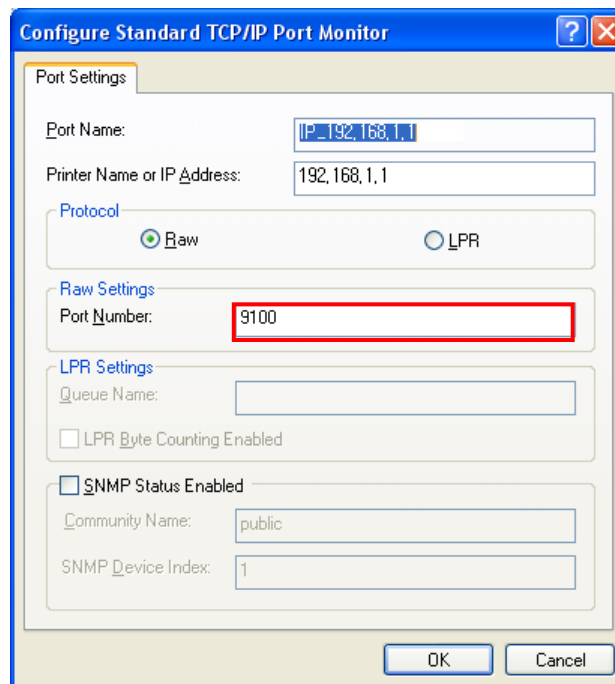 Configure Standard TCP/IP Port Monitor
Port Settings
Port Name: IP_192,168,1,1
Printer Name or IP Address: 192,168,1,1
Protocol
Raw LPR
Raw Settings
Port Number: 9100
LPR Settings
Queue Name:
LPR Byte Counting Enabled
SNMP Status Enabled
Community Name: public
SNMP Device Index: 1
OK Cancel